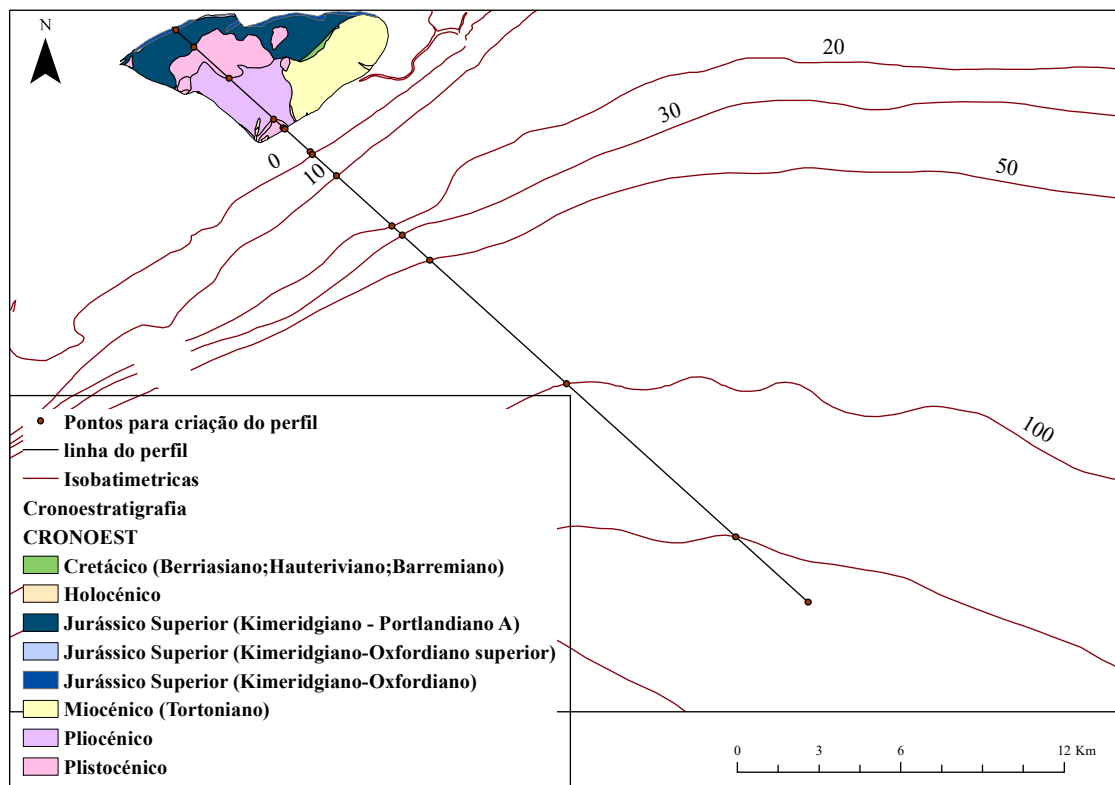 N
20
30
50
0
10
100
Pontos para criação do perfil
linha do perfil
Isobatimetricas
Cronoestratigrafia
CRONOEST
Cretácico (Berriasiano;Hauteriviano;Barremiano)
Holocénico
Jurássico Superior (Kimeridgiano - Portlandiano A)
Jurássico Superior (Kimeridgiano-Oxfordiano superior)
Jurássico Superior (Kimeridgiano-Oxfordiano)
Miocénico (Tortoniano)
Pliocénico
Plistocénico
0 3 6 12 Km